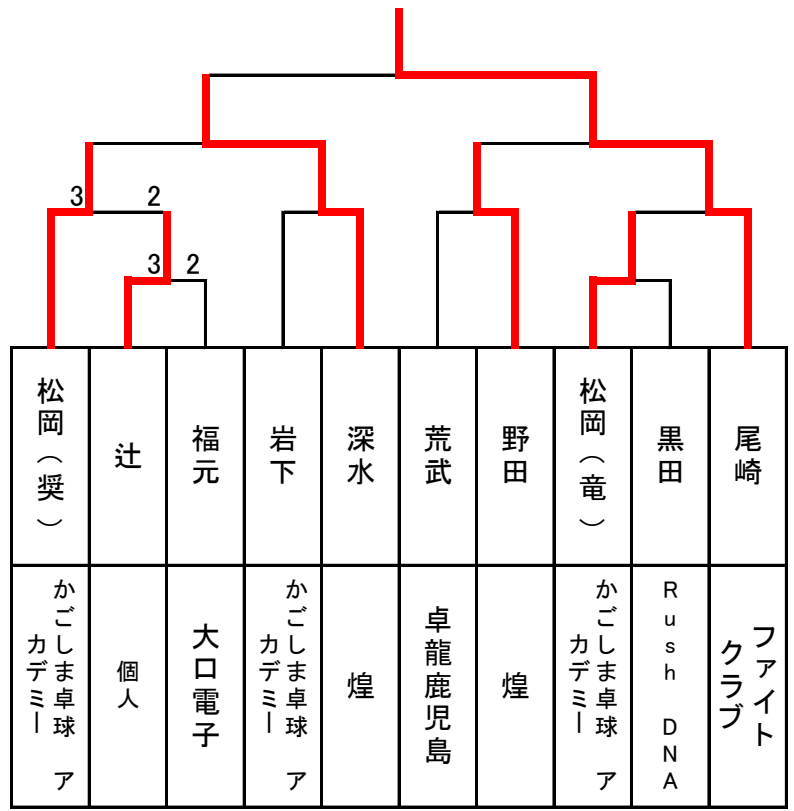 3 2
3 2
松岡（奨）
辻
福元
岩下
深水
荒武
野田
松岡（竜）
黒田
尾崎
かごしま卓球 ア
カデミー
個人
大口電子
かごしま卓球 ア
カデミー
煌
卓龍鹿児島
煌
かごしま卓球 ア
カデミー
Rush DNA
ファイト
クラブ